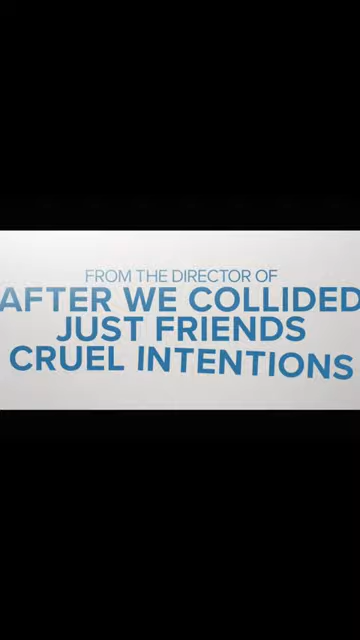 FROM THE DIRECTOR OF
AFTER WE COLLIDED
JUST FRIENDS
CRUEL INTENTIONS